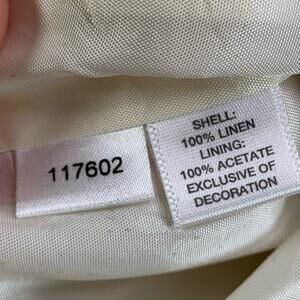 117602
SHELL:
100% LINEN
LINING:
100% ACETATE
EXCLUSIVE OF
DECORATION